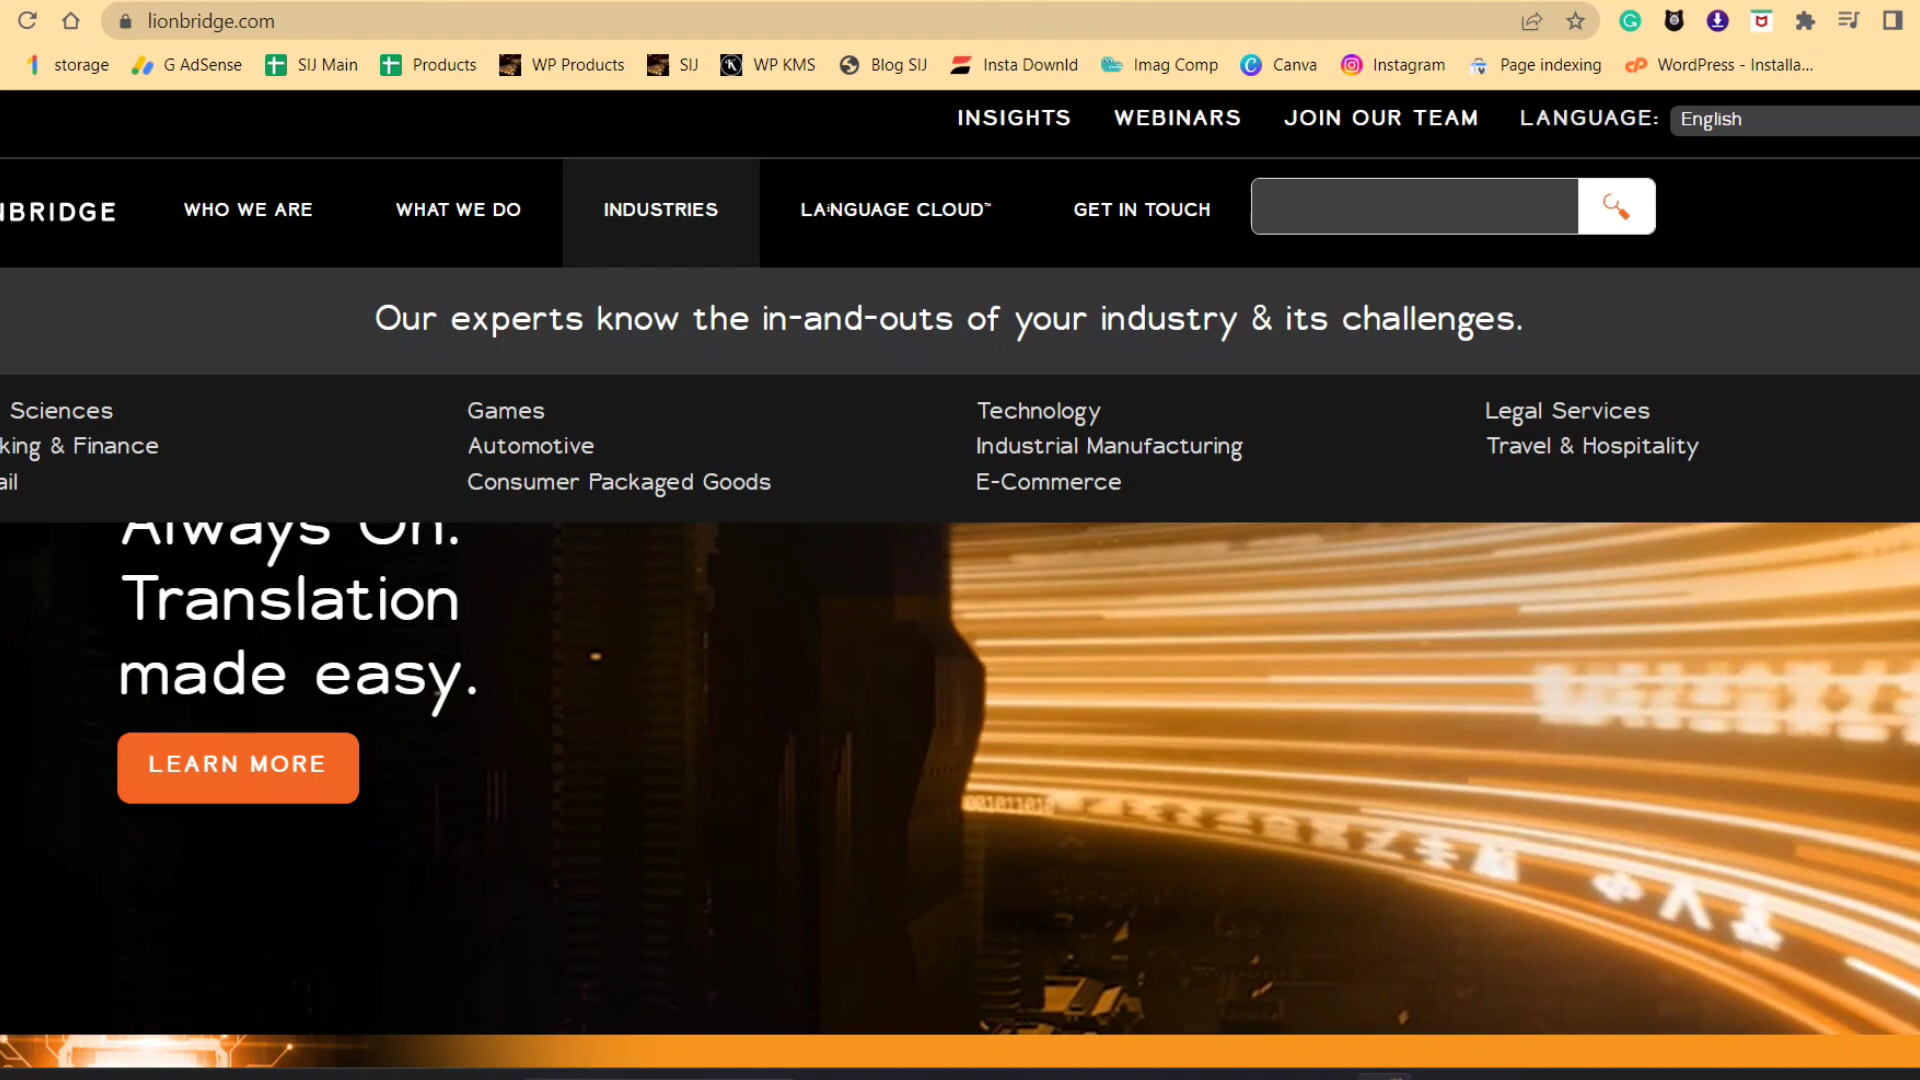 lionbridge.com
storage G AdSense SIJ Main Products WP Products SIJ WP KMS Blog SIJ Insta Downld Imag Comp Canva Instagram Page indexing WordPress - Installa...
INSIGHTS WEBINARS JOIN OUR TEAM LANGUAGE: English
NBRIDGE WHO WE ARE WHAT WE DO INDUSTRIES LANGUAGE CLOUD™ GET IN TOUCH
Our experts know the in-and-outs of your industry & its challenges.
Sciences Games Technology Legal Services
king & Finance Automotive Industrial Manufacturing Travel & Hospitality
ail Consumer Packaged Goods E-Commerce
Always On.
Translation
made easy.
LEARN MORE